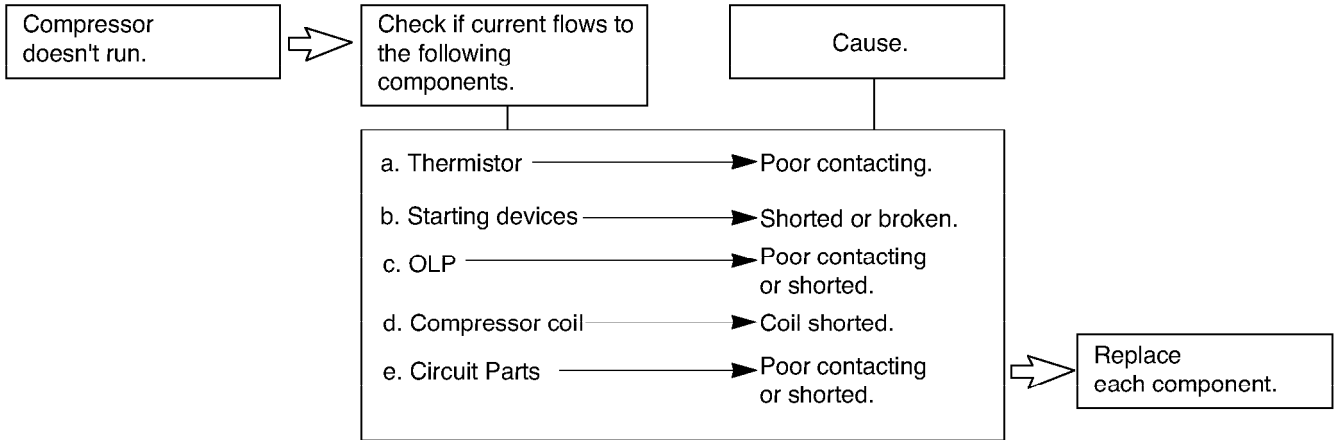 Compressor
doesn't run.
Check if current flows to
the following
components.
Cause.
a. Thermistor
Poor contacting.
b. Starting devices
Shorted or broken.
c. OLP
Poor contacting
or shorted.
d. Compressor coil
Coil shorted.
e. Circuit Parts
Poor contacting
or shorted.
Replace
each component.